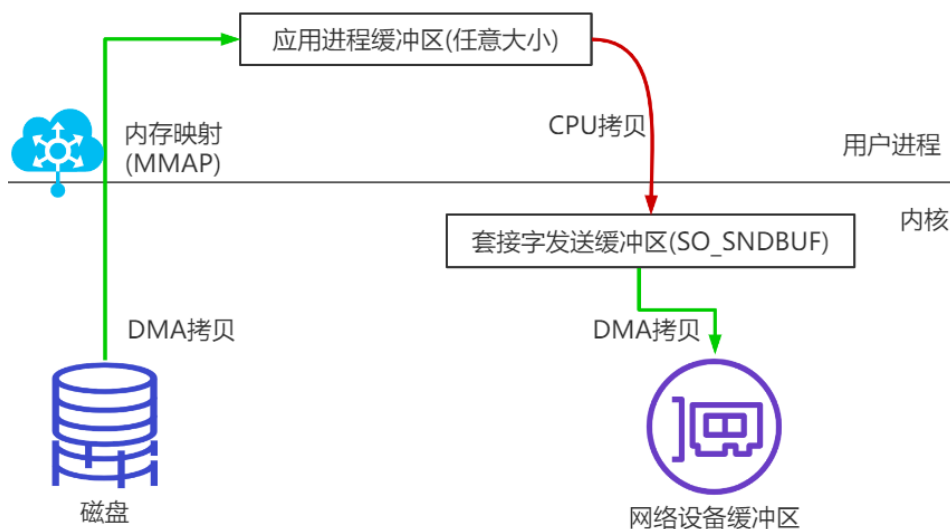 应用进程缓冲区(任意大小)
内存映射
(MMAP)
CPU拷贝
用户进程
内核
套接字发送缓冲区(SO_SNDBUF)
DMA拷贝
DMA拷贝
磁盘
网络设备缓冲区